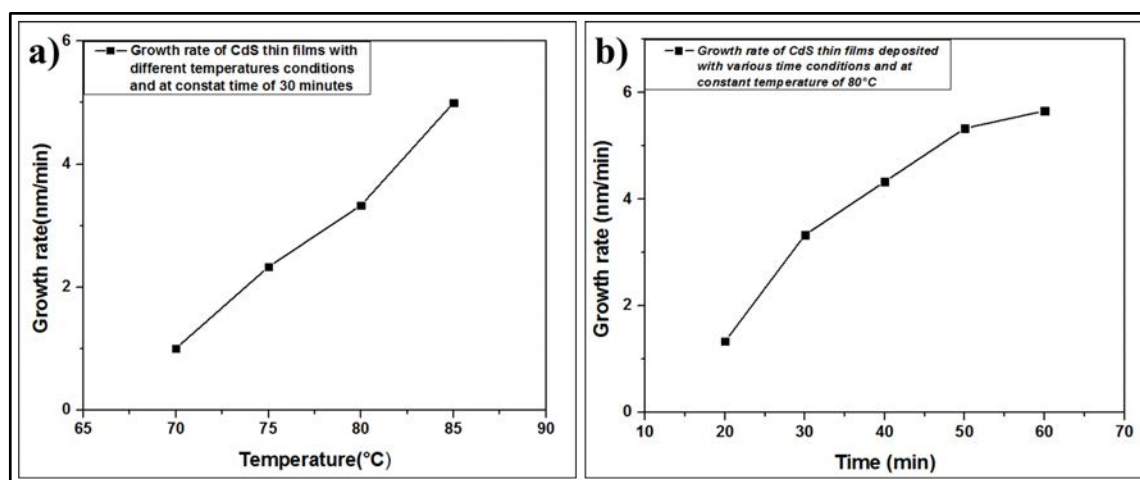 a)
Growth rate of CdS thin films with
different temperatures conditions
and at constat time of 30 minutes
Growth rate(nm/min)
6
4
2
0
65 70 75 80 85 90
Temperature(°C)
b)
Growth rate of CdS thin films deposited
with various time conditions and at
constant temperature of 80°C
Growth rate (nm/min)
6
4
2
0
10 20 30 40 50 60 70
Time (min)